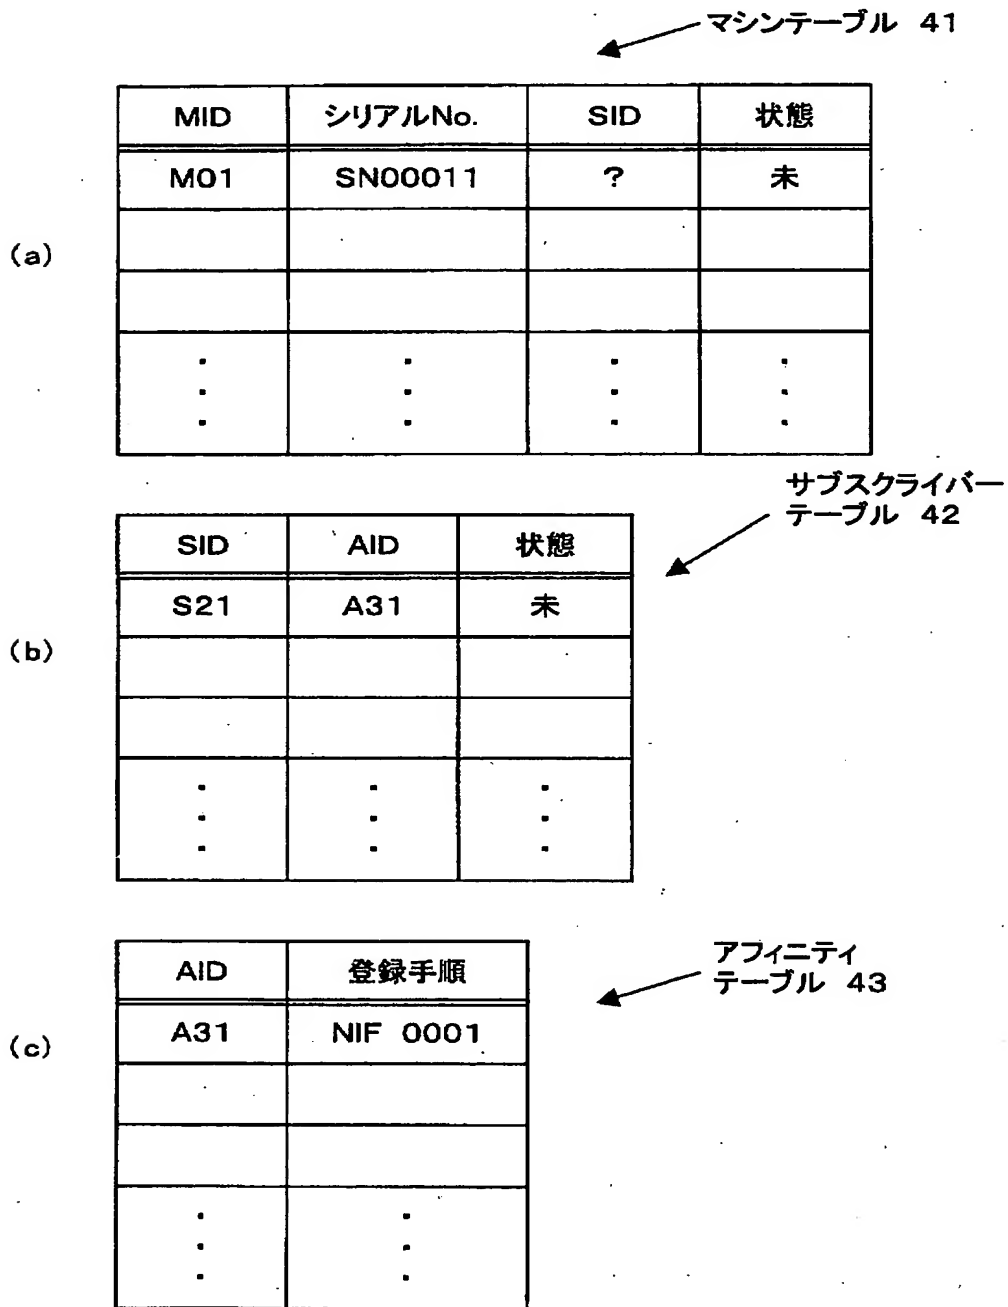 マシンテーブル 41
(a)
MID シリアルNo. SID 状態
M01 SN00011 ? 未
サブスクライバー
テーブル 42
(b)
SID AID 状態
S21 A31 未
アフィニティ
テーブル 43
(c)
AID 登録手順
A31 NIF 0001